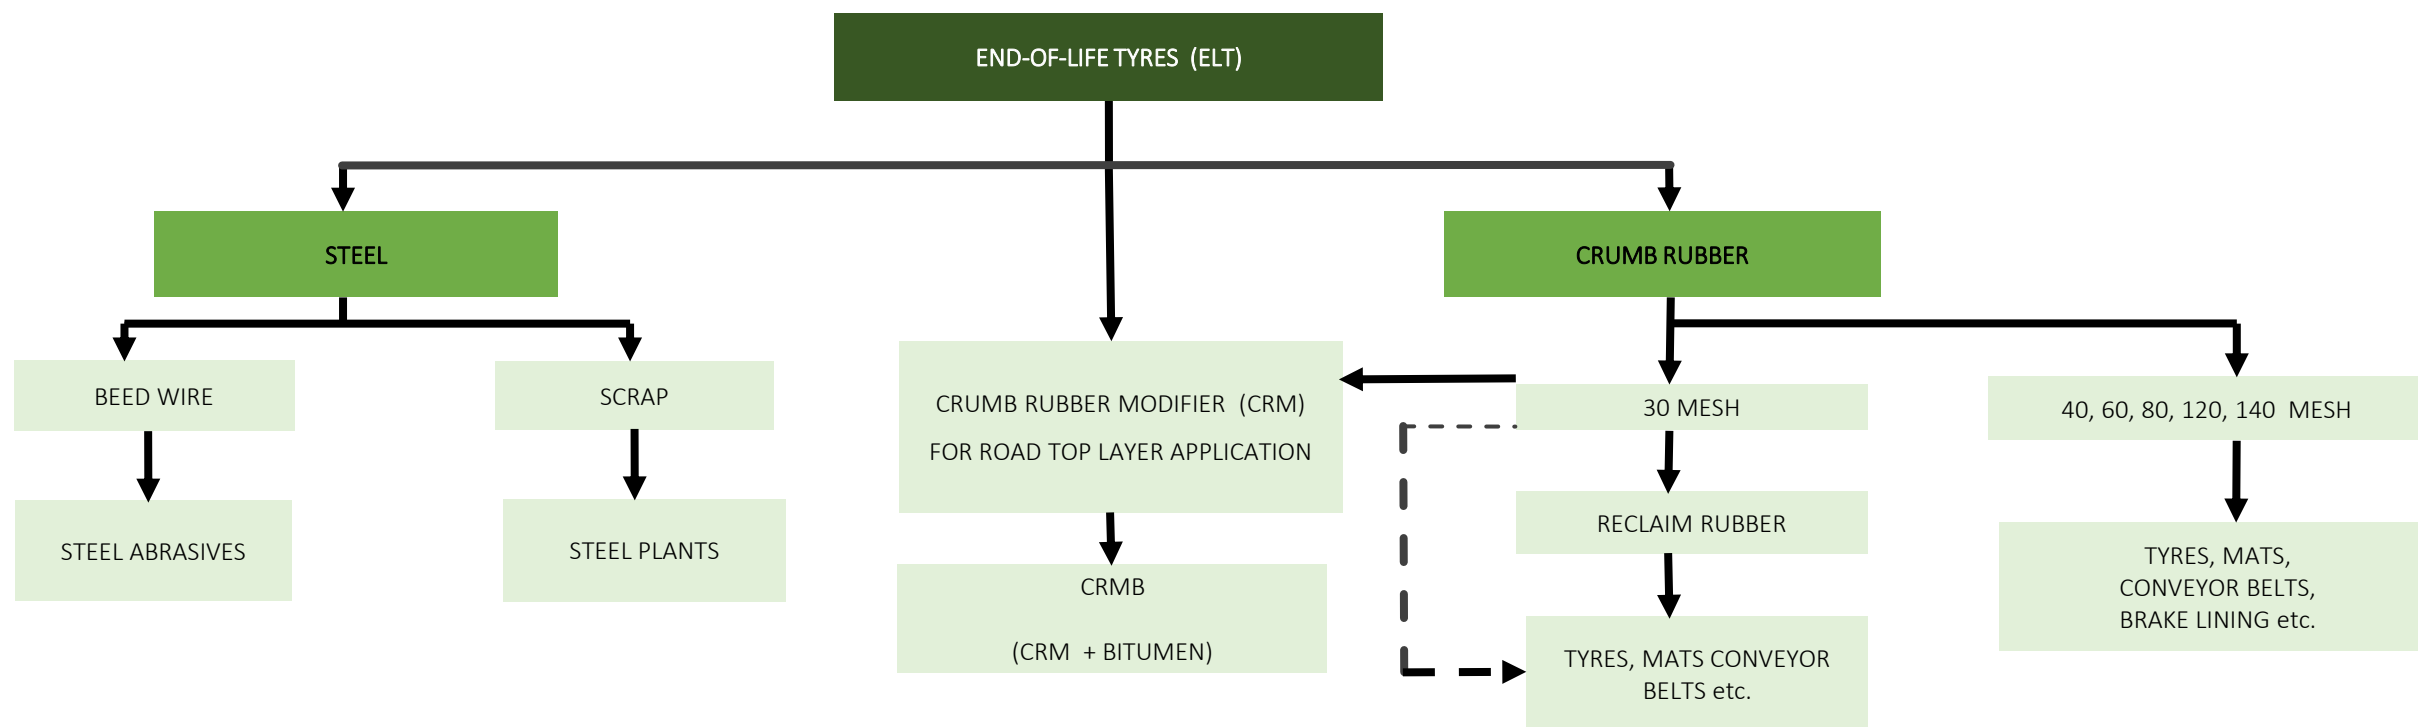 END-OF-LIFE TYRES (ELT)
STEEL
CRUMB RUBBER
BEED WIRE
SCRAP
CRUMB RUBBER MODIFIER (CRM)
FOR ROAD TOP LAYER APPLICATION
30 MESH
40, 60, 80, 120, 140 MESH
STEEL ABRASIVES
STEEL PLANTS
CRMB
(CRM + BITUMEN)
RECLAIM RUBBER
TYRES, MATS CONVEYOR
BELTS etc.
TYRES, MATS,
CONVEYOR BELTS,
BRAKE LINING etc.